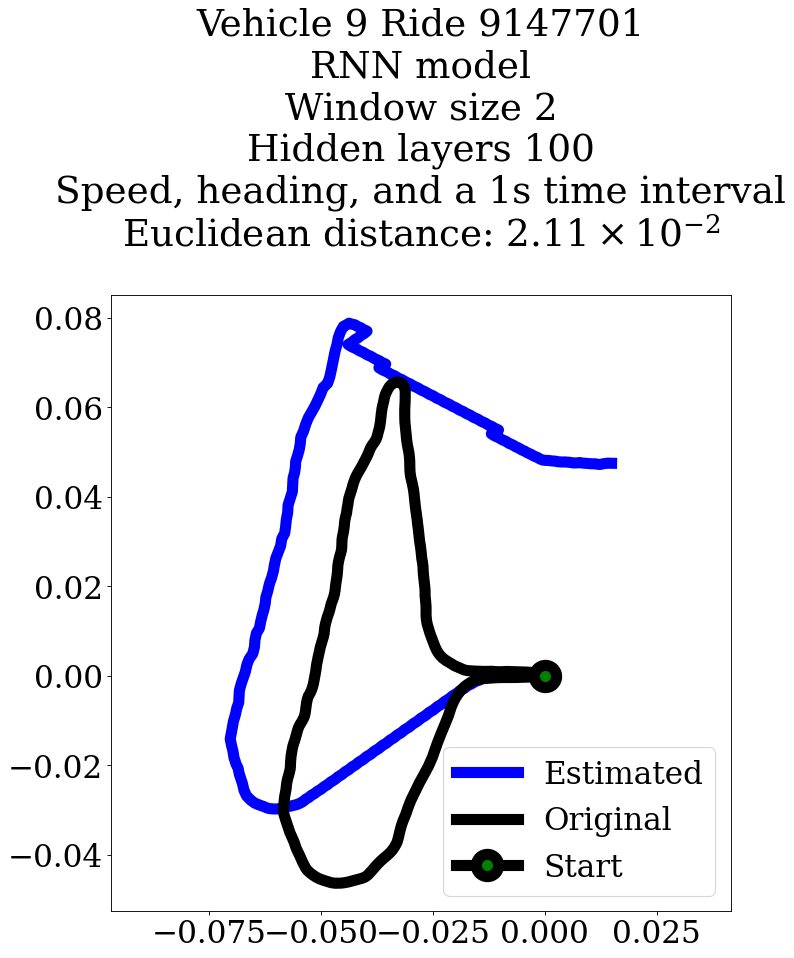 Vehicle 9 Ride 9147701
RNN model
Window size 2
Hidden layers 100
Speed, heading, and a 1s time interval
Euclidean distance: 2.11 × 10⁻²
0.08
0.06
0.04
0.02
0.00
−0.02
−0.04
Estimated
Original
Start
−0.075 −0.050 −0.025 0.000 0.025